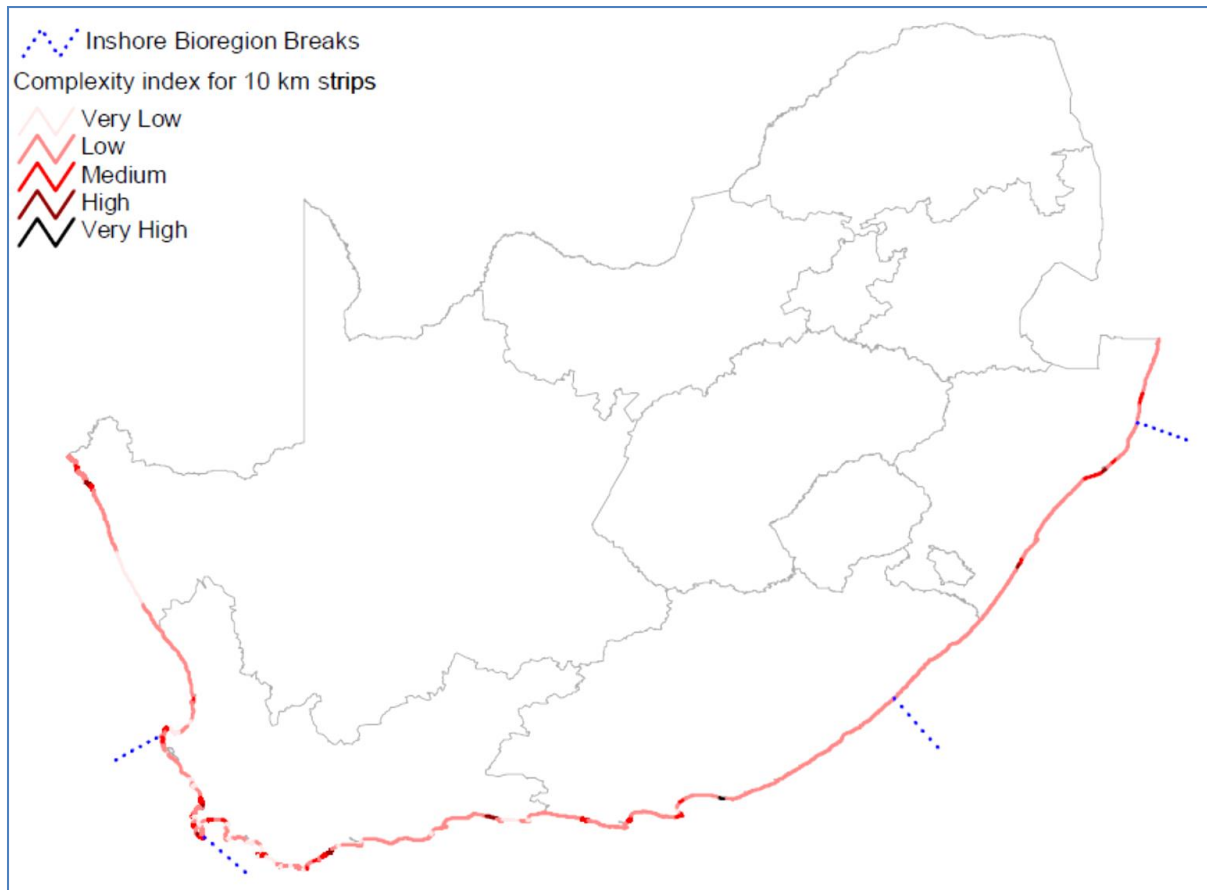 Inshore Bioregion Breaks
Complexity index for 10 km strips
Very Low
Low
Medium
High
Very High